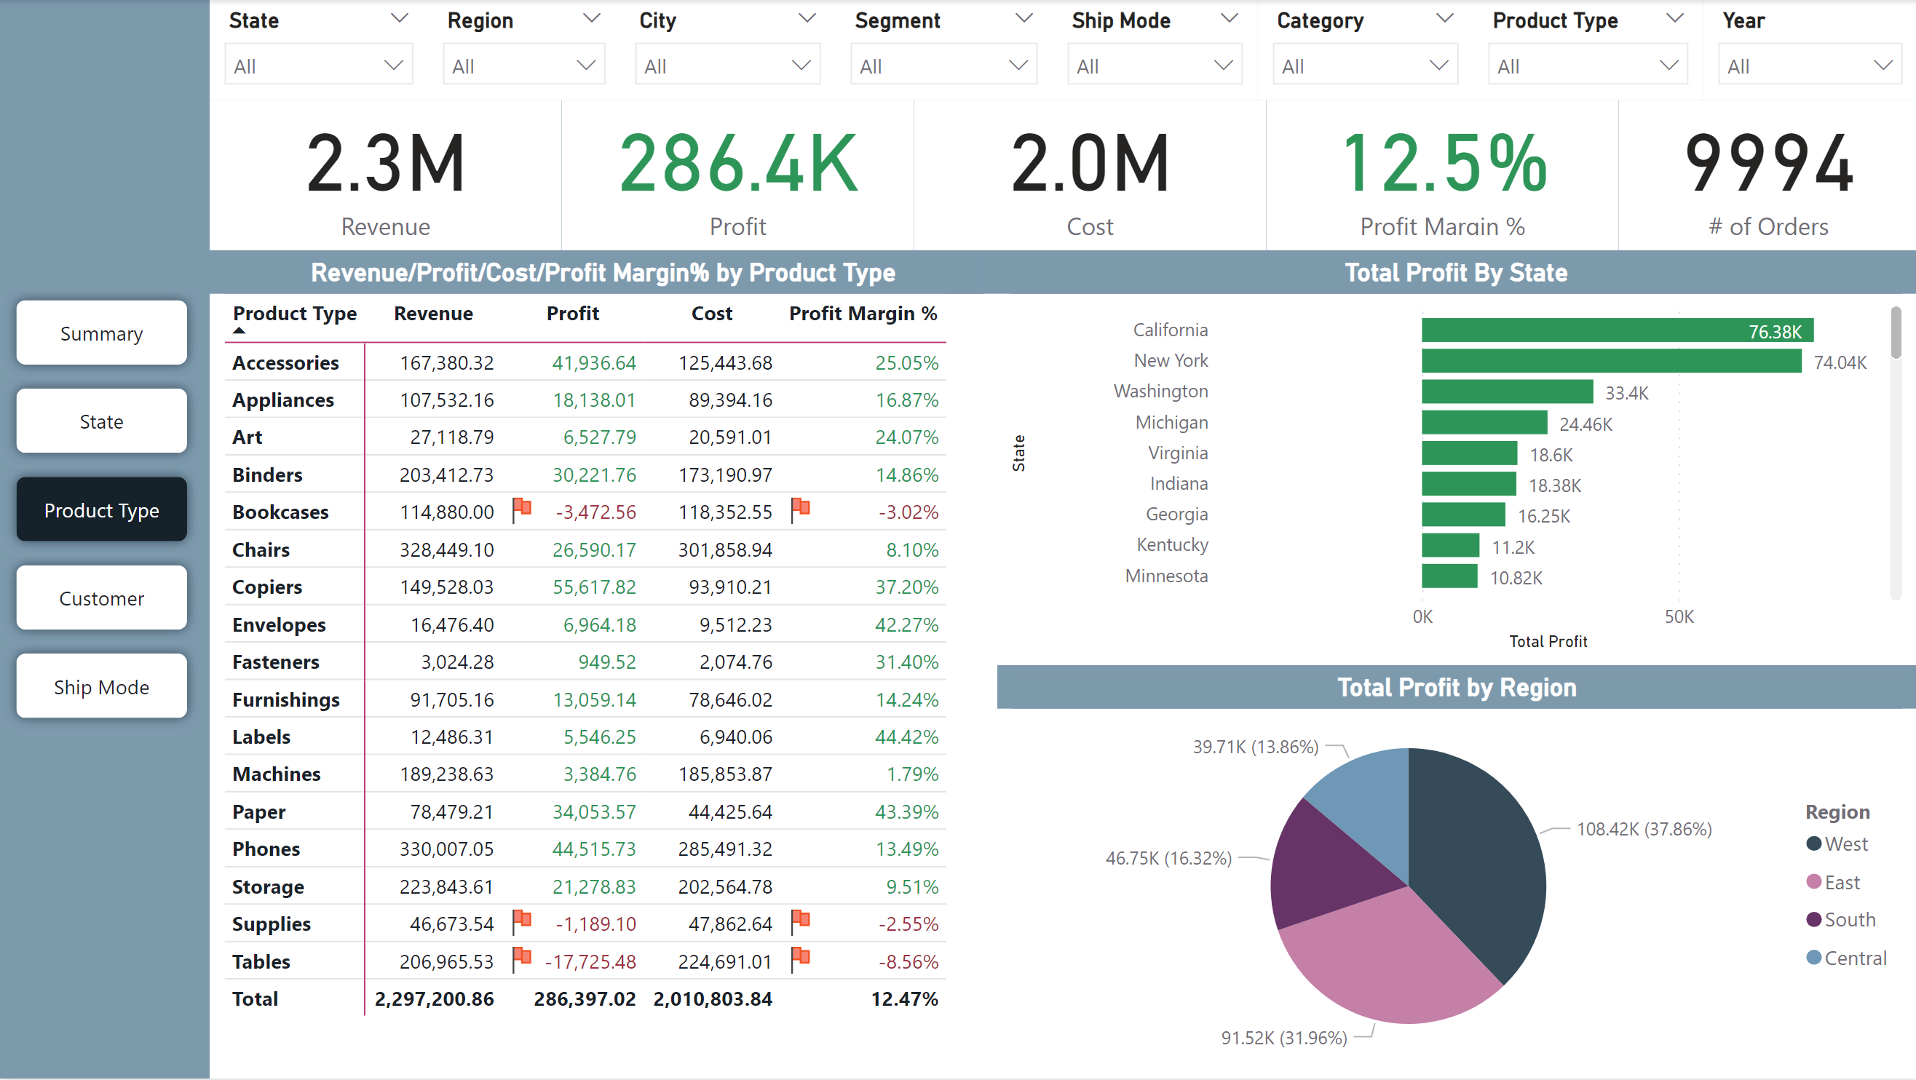 State Region City Segment Ship Mode Category Product Type Year
All All All All All All All All
2.3M 286.4K 2.0M 12.5% 9994
Revenue Profit Cost Profit Margin % # of Orders
Revenue/Profit/Cost/Profit Margin% by Product Type
Product Type Revenue Profit Cost Profit Margin %
Accessories 167,380.32 41,936.64 125,443.68 25.05%
Appliances 107,532.16 18,138.01 89,394.16 16.87%
Art 27,118.79 6,527.79 20,591.01 24.07%
Binders 203,412.73 30,221.76 173,190.97 14.86%
Bookcases 114,880.00 -3,472.56 118,352.55 -3.02%
Chairs 328,449.10 26,590.17 301,858.94 8.10%
Copiers 149,528.03 55,617.82 93,910.21 37.20%
Envelopes 16,476.40 6,964.18 9,512.23 42.27%
Fasteners 3,024.28 949.52 2,074.76 31.40%
Furnishings 91,705.16 13,059.14 78,646.02 14.24%
Labels 12,486.31 5,546.25 6,940.06 44.42%
Machines 189,238.63 3,384.76 185,853.87 1.79%
Paper 78,479.21 34,053.57 44,425.64 43.39%
Phones 330,007.05 44,515.73 285,491.32 13.49%
Storage 223,843.61 21,278.83 202,564.78 9.51%
Supplies 46,673.54 -1,189.10 47,862.64 -2.55%
Tables 206,965.53 -17,725.48 224,691.01 -8.56%
Total 2,297,200.86 286,397.02 2,010,803.84 12.47%
Summary
State
Product Type
Customer
Ship Mode
Total Profit By State
State
California 76.38K
New York 74.04K
Washington 33.4K
Michigan 24.46K
Virginia 18.6K
Indiana 18.38K
Georgia 16.25K
Kentucky 11.2K
Minnesota 10.82K
0K 50K
Total Profit
Total Profit by Region
39.71K (13.86%)
108.42K (37.86%)
46.75K (16.32%)
91.52K (31.96%)
Region
West
East
South
Central